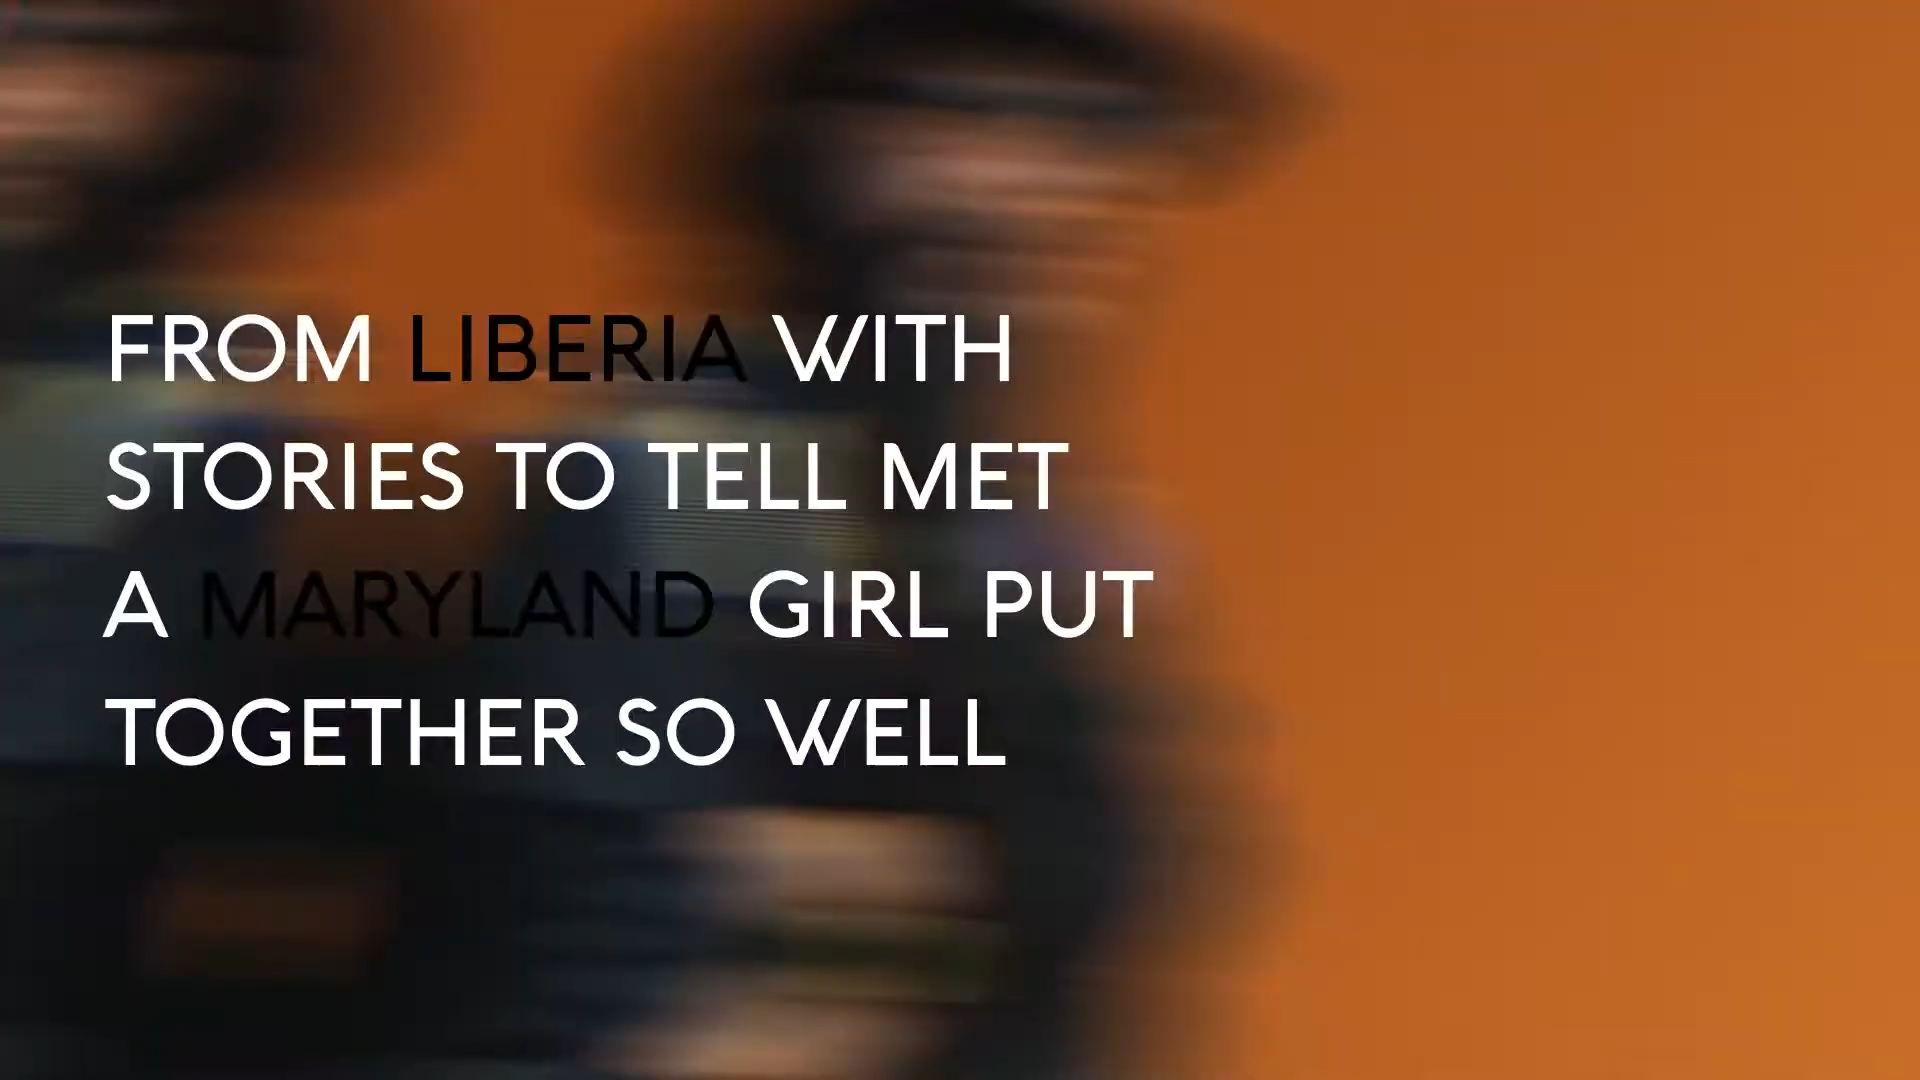 FROM LIBERIA WITH
STORIES TO TELL MET
A MARYLAND GIRL PUT
TOGETHER SO WELL